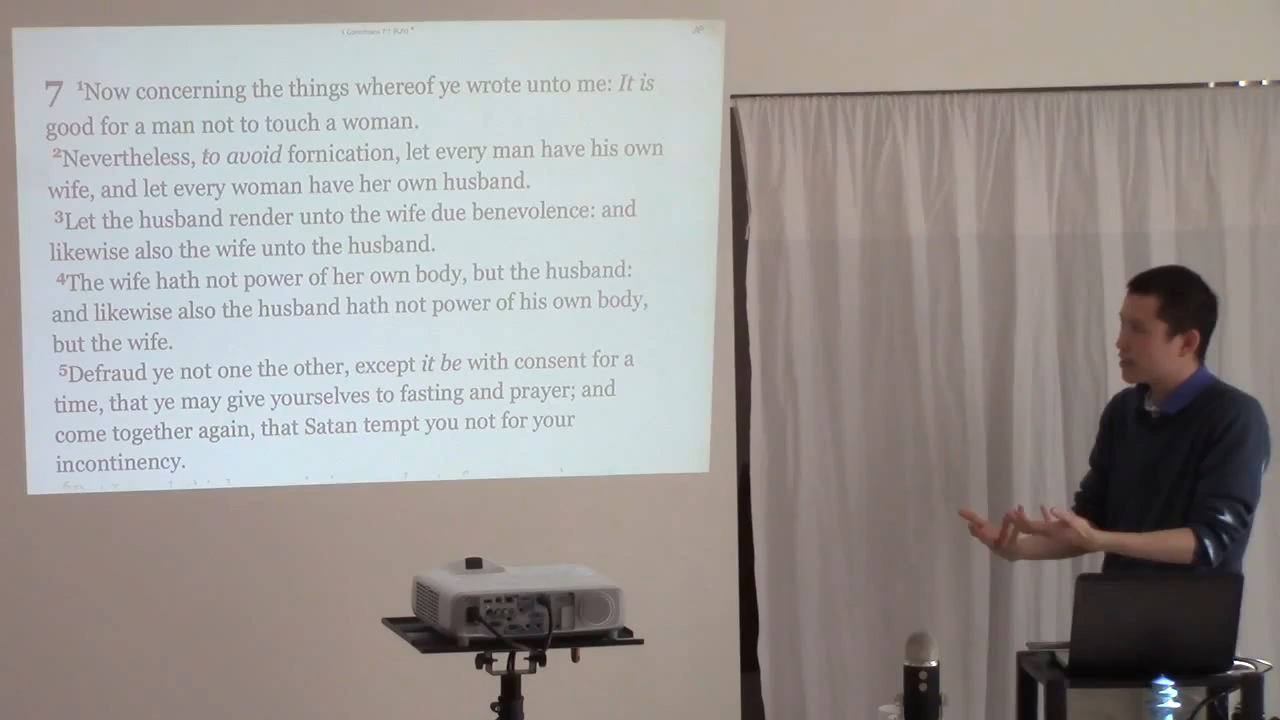 1 Corinthians 7:1 (KJV)
AP
7 1Now concerning the things whereof ye wrote unto me: It is
good for a man not to touch a woman.
2Nevertheless, to avoid fornication, let every man have his own
wife, and let every woman have her own husband.
3Let the husband render unto the wife due benevolence: and
likewise also the wife unto the husband.
4The wife hath not power of her own body, but the husband:
and likewise also the husband hath not power of his own body,
but the wife.
5Defraud ye not one the other, except it be with consent for a
time, that ye may give yourselves to fasting and prayer; and
come together again, that Satan tempt you not for your
incontinency.